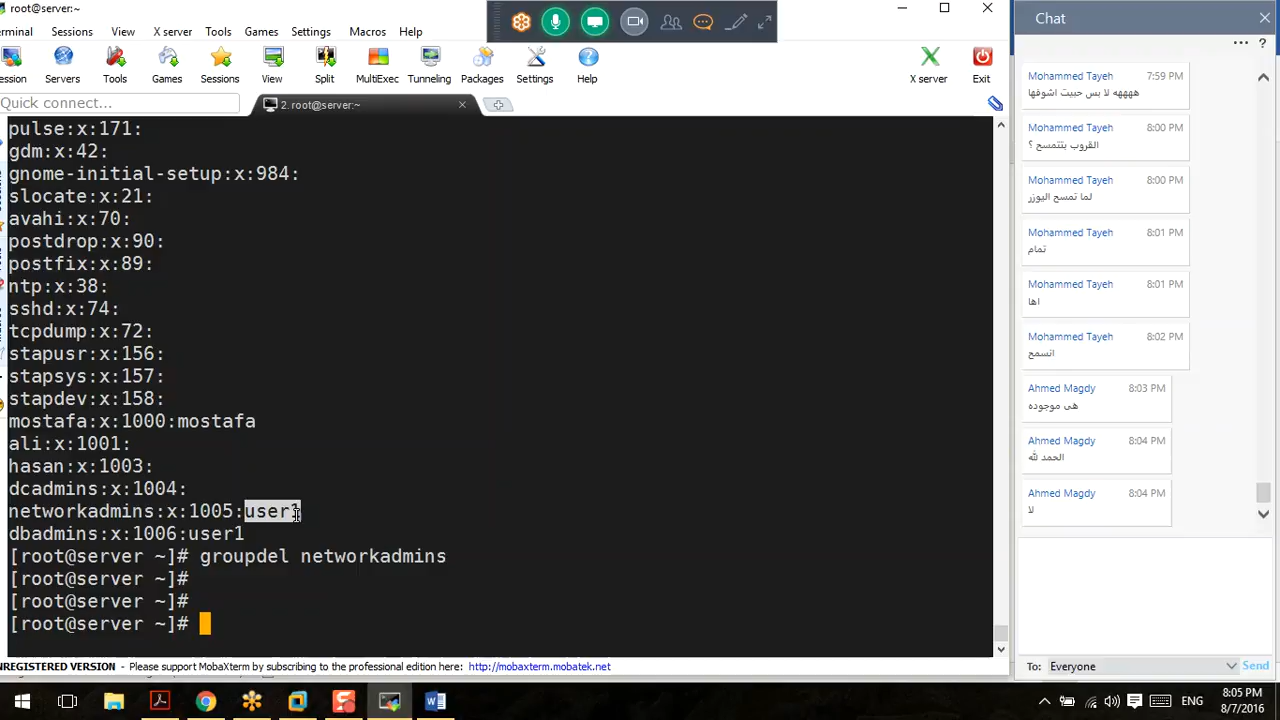 root@server:~
erminal
Sessions
View
X server
Tools
Games
Settings
Macros
Help
ession
Servers
Tools
Games
Sessions
View
Split
MultiExec
Tunneling
Packages
Settings
Help
X server
Exit
Quick connect...
2. root@server:~
pulse:x:171:
gdm:x:42:
gnome-initial-setup:x:984:
slocate:x:21:
avahi:x:70:
postdrop:x:90:
postfix:x:89:
ntp:x:38:
sshd:x:74:
tcpdump:x:72:
stapusr:x:156:
stapsys:x:157:
stapdev:x:158:
mostafa:x:1000:mostafa
ali:x:1001:
hasan:x:1003:
dcadmins:x:1004:
networkadmins:x:1005:user1
dbadmins:x:1006:user1
[root@server ~]# groupdel networkadmins
[root@server ~]#
[root@server ~]#
[root@server ~]#
NREGISTERED VERSION - Please support MobaXterm by subscribing to the professional edition here: http://mobaxterm.mobatek.net
Chat
Mohammed Tayeh 7:59 PM
ههههه لا بس حبيت اشوفها
Mohammed Tayeh 8:00 PM
القروب بتتمسح ؟
Mohammed Tayeh 8:00 PM
لما تمسح اليوزر
Mohammed Tayeh 8:01 PM
تمام
Mohammed Tayeh 8:01 PM
اها
Mohammed Tayeh 8:02 PM
انسمح
Ahmed Magdy 8:03 PM
هى موجوده
Ahmed Magdy 8:04 PM
الحمد لله
Ahmed Magdy 8:04 PM
لا
To: Everyone Send
ENG
8:05 PM
8/7/2016